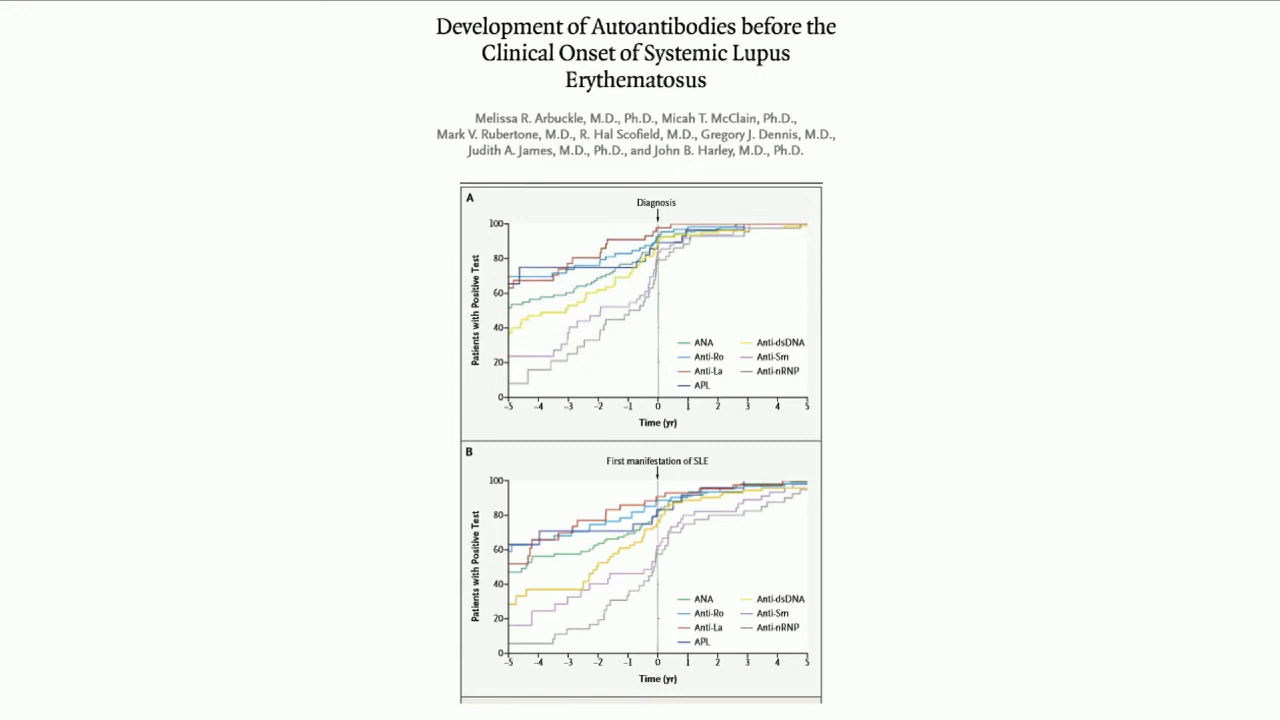 Development of Autoantibodies before the
Clinical Onset of Systemic Lupus
Erythematosus
Melissa R. Arbuckle, M.D., Ph.D., Micah T. McClain, Ph.D.,
Mark V. Rubertone, M.D., R. Hal Scofield, M.D., Gregory J. Dennis, M.D.,
Judith A. James, M.D., Ph.D., and John B. Harley, M.D., Ph.D.
A
Diagnosis
Patients with Positive Test
100
80
60
40
20
0
ANA
Anti-Ro
Anti-La
APL
Anti-dsDNA
Anti-Sm
Anti-nRNP
-5 -4 -3 -2 -1 0 1 2 3 4 5
Time (yr)
B
First manifestation of SLE
Patients with Positive Test
100
80
60
40
20
0
ANA
Anti-Ro
Anti-La
APL
Anti-dsDNA
Anti-Sm
Anti-nRNP
-5 -4 -3 -2 -1 0 1 2 3 4 5
Time (yr)